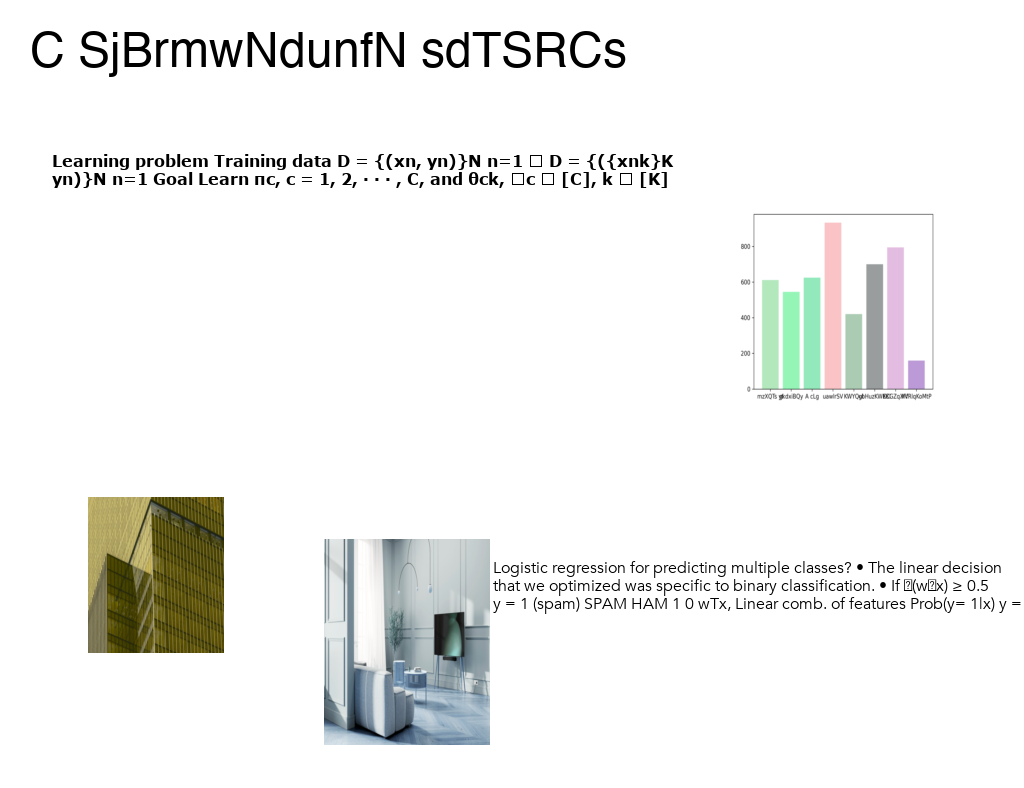 C SjBrmwNdunfN sdTSRCs
Learning problem Training data D = {(xn, yn)}N n=1 □ D = {({xnk}K
yn)}N n=1 Goal Learn πc, c = 1, 2, · · · , C, and θck, □c □ [C], k □ [K]
800
600
400
200
0
A cLg
uawIrSV
Logistic regression for predicting multiple classes? • The linear decision
that we optimized was specific to binary classification. • If (wx) ≥ 0.5
y = 1 (spam) SPAM HAM 1 0 wTx, Linear comb. of features Prob(y= 1|x) y =